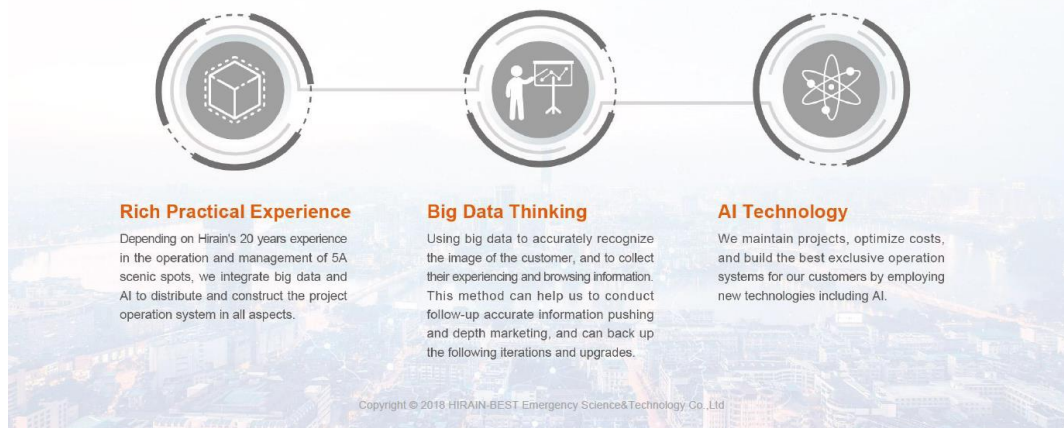 Rich Practical Experience
Depending on Hirain's 20 years experience
in the operation and management of 5A
scenic spots, we integrate big data and
AI to distribute and construct the project
operation system in all aspects.
Big Data Thinking
Using big data to accurately recognize
the image of the customer, and to collect
their experiencing and browsing information.
This method can help us to conduct
follow-up accurate information pushing
and depth marketing, and can back up
the following iterations and upgrades.
AI Technology
We maintain projects, optimize costs,
and build the best exclusive operation
systems for our customers by employing
new technologies including AI.
Copyright © 2018 HIRAIN-BEST Emergency Science&Technology Co.,Ltd